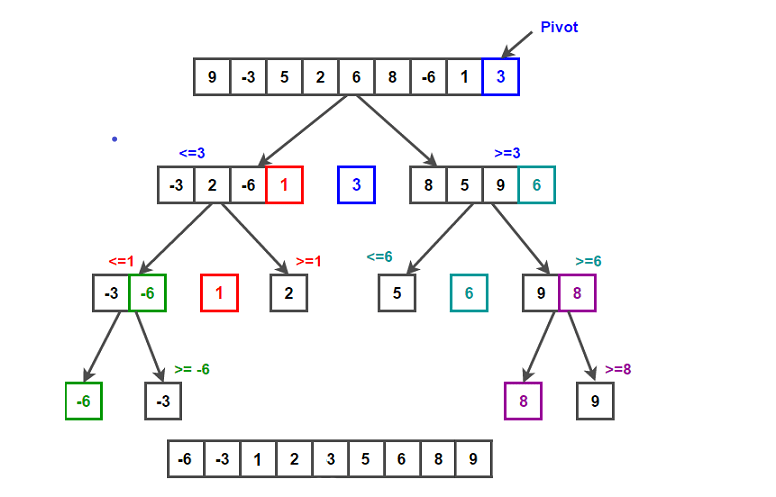 Pivot
9 -3 5 2 6 8 -6 1 3
<=3 >=3
-3 2 -6 1 3 8 5 9 6
<=1 >=1 <=6 >=6
-3 -6 1 2 5 6 9 8
>= -6 >=8
-6 -3 8 9
-6 -3 1 2 3 5 6 8 9